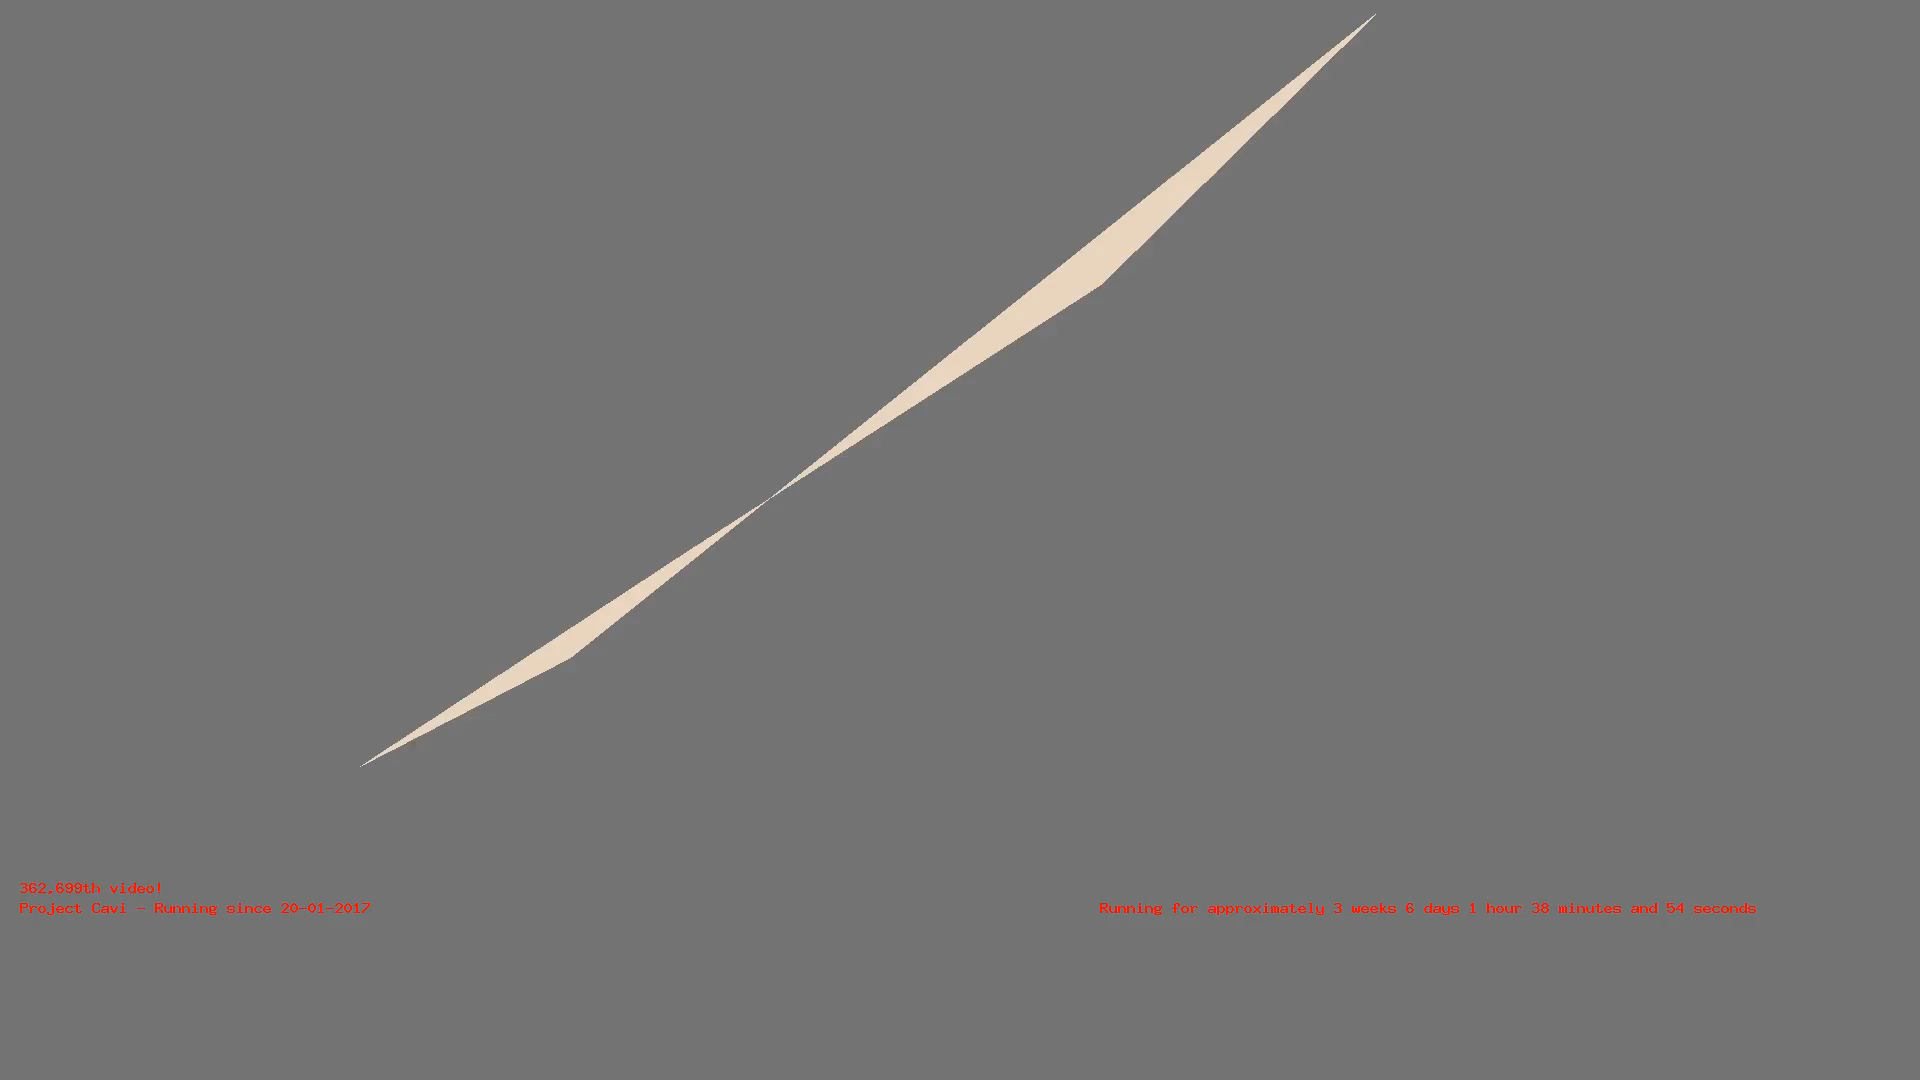 362,699th video!
Project Cavi - Running since 20-01-2017
Running for approximately 3 weeks 6 days 1 hour 38 minutes and 54 seconds